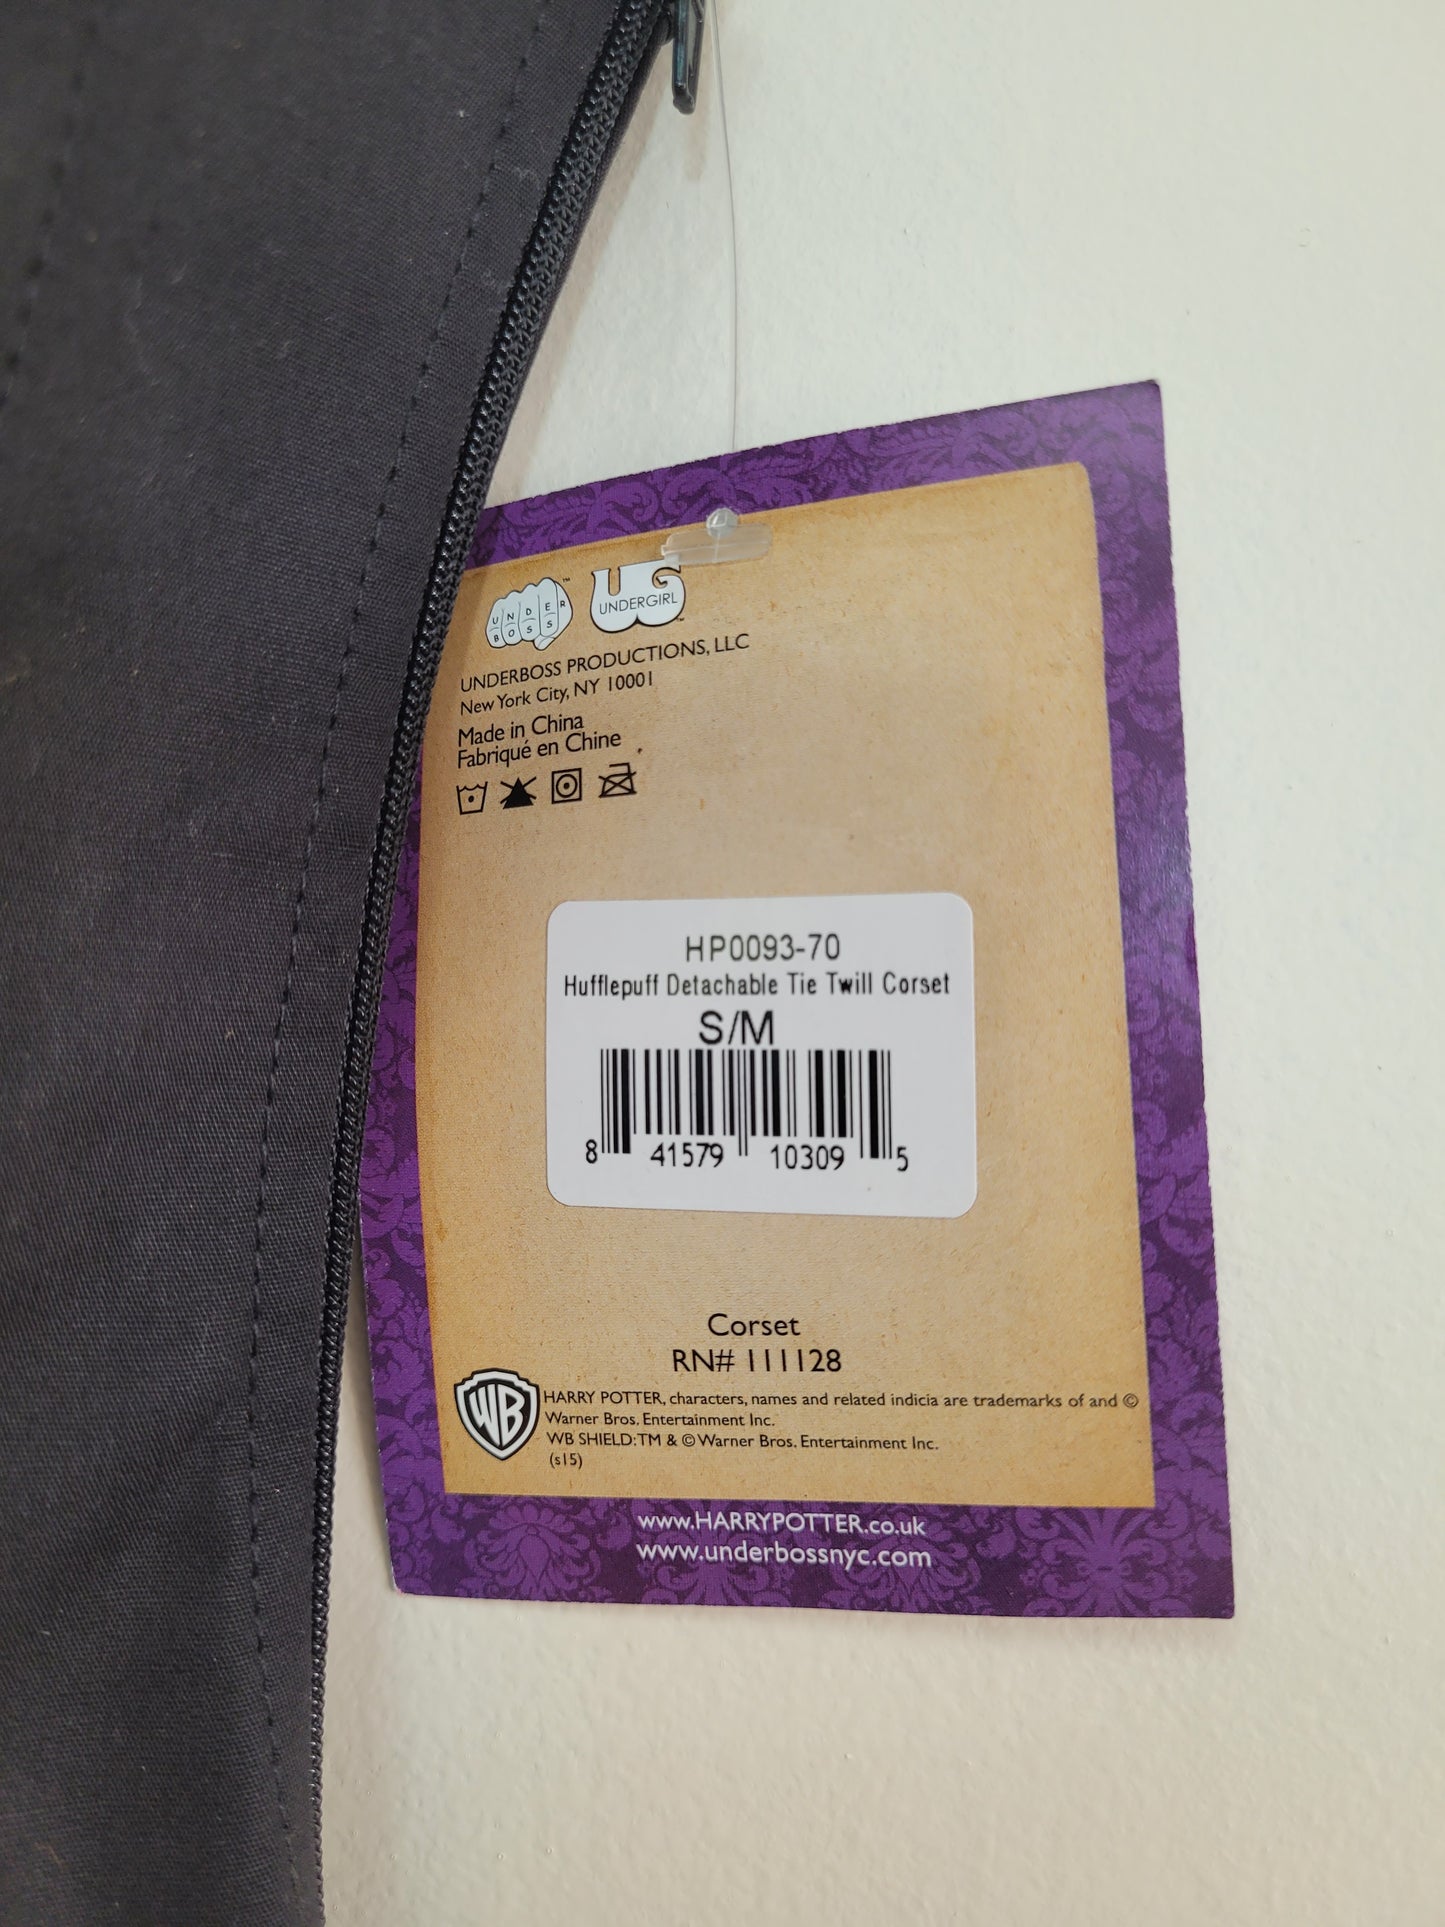 UNDER
BOSS
™
UG
UNDERGIRL
™
UNDERBOSS PRODUCTIONS, LLC
New York City, NY 10001
Made in China
Fabriqué en Chine
HP0093-70
Hufflepuff Detachable Tie Twill Corset
S/M
8 41579 10309 5
Corset
RN# 111128
WB
HARRY POTTER, characters, names and related indicia are trademarks of and ©
Warner Bros. Entertainment Inc.
WB SHIELD: TM & © Warner Bros. Entertainment Inc.
(s15)
www.HARRYPOTTER.co.uk
www.underbossnyc.com